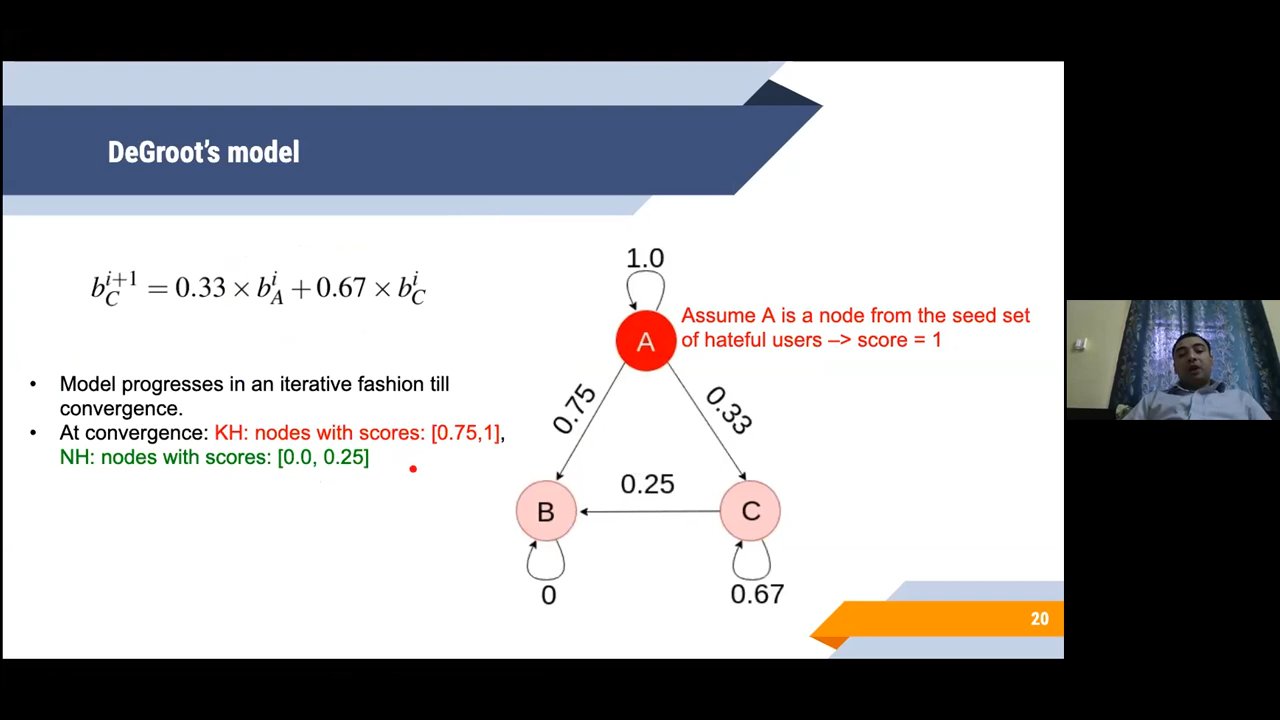 DeGroot's model
b_C^{i+1} = 0.33 × b_A^i + 0.67 × b_C^i
• Model progresses in an iterative fashion till
convergence.
• At convergence: KH: nodes with scores: [0.75,1],
NH: nodes with scores: [0.0, 0.25]
1.0
A
Assume A is a node from the seed set
of hateful users –> score = 1
0.75
0.33
0.25
B
C
0
0.67
20